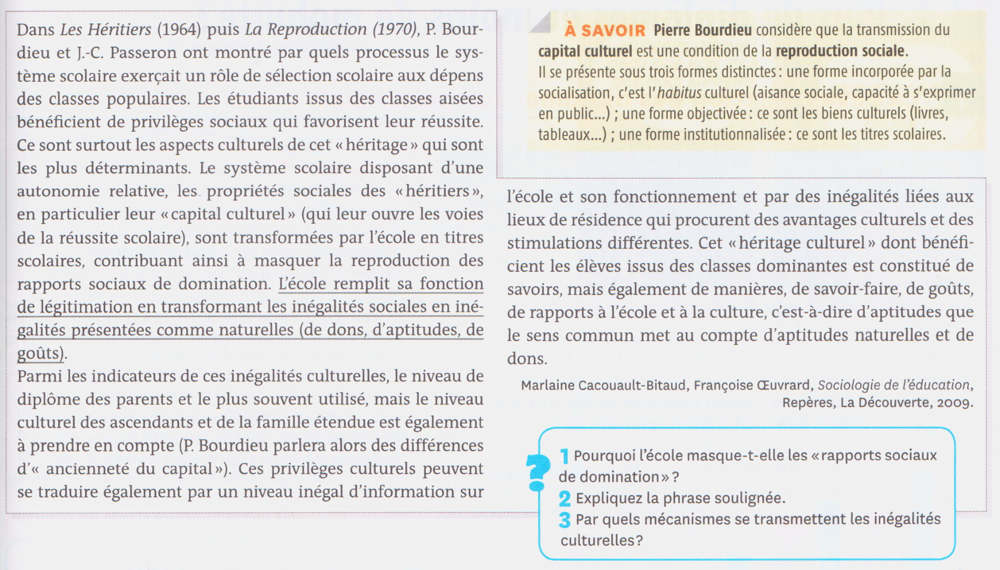 Dans Les Héritiers (1964) puis La Reproduction (1970), P. Bour-
dieu et J.-C. Passeron ont montré par quels processus le sys-
tème scolaire exerçait un rôle de sélection scolaire aux dépens
des classes populaires. Les étudiants issus des classes aisées
bénéficient de privilèges sociaux qui favorisent leur réussite.
Ce sont surtout les aspects culturels de cet « héritage » qui sont
les plus déterminants. Le système scolaire disposant d'une
autonomie relative, les propriétés sociales des « héritiers »,
en particulier leur « capital culturel » (qui leur ouvre les voies
de la réussite scolaire), sont transformées par l'école en titres
scolaires, contribuant ainsi à masquer la reproduction des
rapports sociaux de domination. L'école remplit sa fonction
de légitimation en transformant les inégalités sociales en iné-
galités présentées comme naturelles (de dons, d'aptitudes, de
goûts).
Parmi les indicateurs de ces inégalités culturelles, le niveau de
diplôme des parents et le plus souvent utilisé, mais le niveau
culturel des ascendants et de la famille étendue est également
à prendre en compte (P. Bourdieu parlera alors des différences
d'« ancienneté du capital »). Ces privilèges culturels peuvent
se traduire également par un niveau inégal d'information sur
À SAVOIR Pierre Bourdieu considère que la transmission du
capital culturel est une condition de la reproduction sociale.
Il se présente sous trois formes distinctes : une forme incorporée par la
socialisation, c'est l'habitus culturel (aisance sociale, capacité à s'exprimer
en public...) ; une forme objectivée : ce sont les biens culturels (livres,
tableaux...) ; une forme institutionnalisée : ce sont les titres scolaires.
l'école et son fonctionnement et par des inégalités liées aux
lieux de résidence qui procurent des avantages culturels et des
stimulations différentes. Cet « héritage culturel » dont bénéfi-
cient les élèves issus des classes dominantes est constitué de
savoirs, mais également de manières, de savoir-faire, de goûts,
de rapports à l'école et à la culture, c'est-à-dire d'aptitudes que
le sens commun met au compte d'aptitudes naturelles et de
dons.
Marlaine Cacouault-Bitaud, Françoise Œuvrard, Sociologie de l'éducation,
Repères, La Découverte, 2009.
?
1 Pourquoi l'école masque-t-elle les « rapports sociaux
de domination » ?
2 Expliquez la phrase soulignée.
3 Par quels mécanismes se transmettent les inégalités
culturelles ?